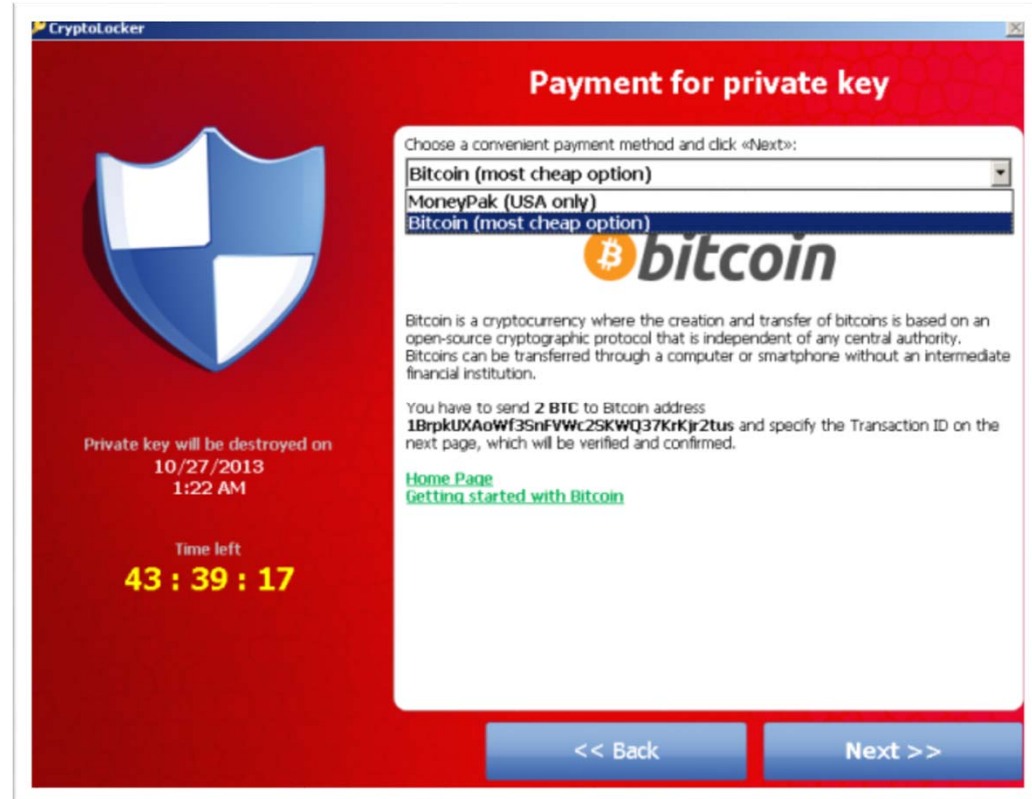 CryptoLocker
Payment for private key
Choose a convenient payment method and click «Next»:
Bitcoin (most cheap option)
MoneyPak (USA only)
Bitcoin (most cheap option)
bitcoin
Bitcoin is a cryptocurrency where the creation and transfer of bitcoins is based on an
open-source cryptographic protocol that is independent of any central authority.
Bitcoins can be transferred through a computer or smartphone without an intermediate
financial institution.
You have to send 2 BTC to Bitcoin address
1BrpkUXAoWf3SnFVWc2SKWQ37KrKjr2tus and specify the Transaction ID on the
next page, which will be verified and confirmed.
Home Page
Getting started with Bitcoin
Private key will be destroyed on
10/27/2013
1:22 AM
Time left
43 : 39 : 17
<< Back
Next >>